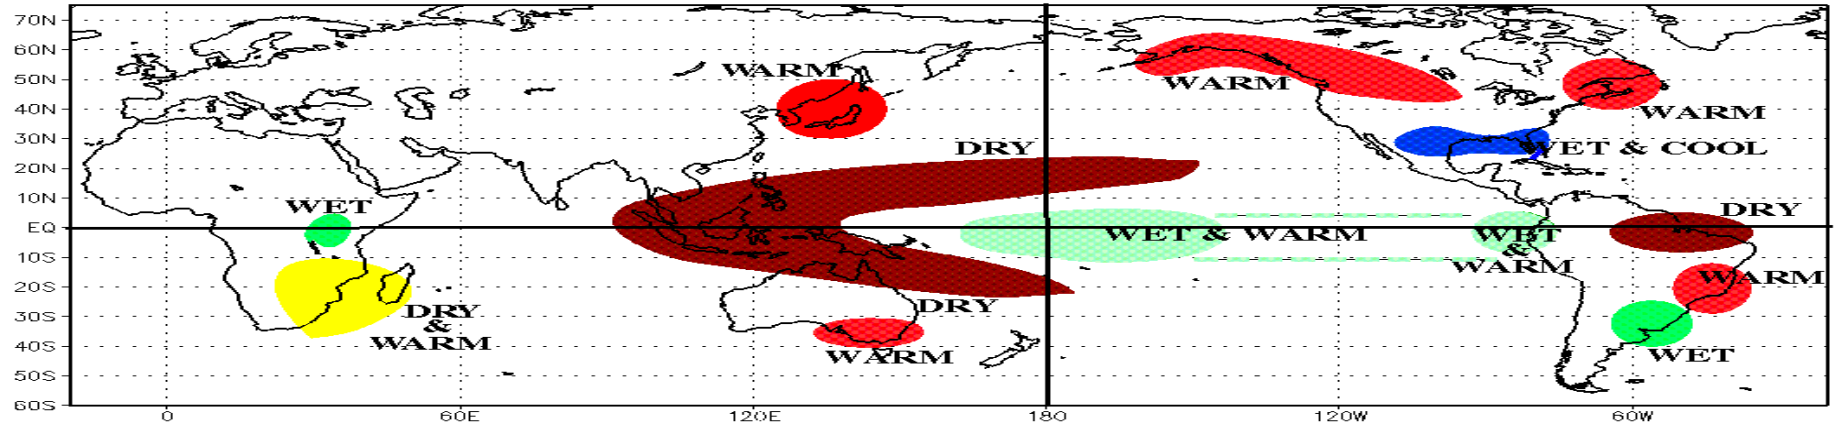 70N
60N
50N
40N
30N
20N
10N
EQ
10S
20S
30S
40S
50S
60S
WARM
WARM
WARM
DRY
WET & COOL
WET
DRY
WET & WARM
WET
&
WARM
WARM
DRY
&
WARM
DRY
WARM
WET
0
60E
120E
180
120W
60W